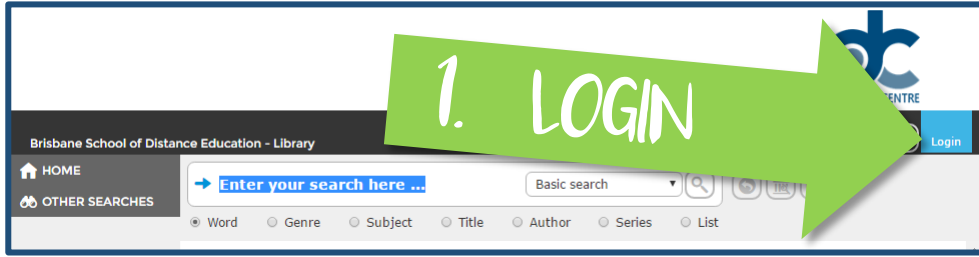 1. LOGIN
ENTRE
Brisbane School of Distance Education - Library
Login
HOME
Enter your search here ...
Basic search
OTHER SEARCHES
Word Genre Subject Title Author Series List